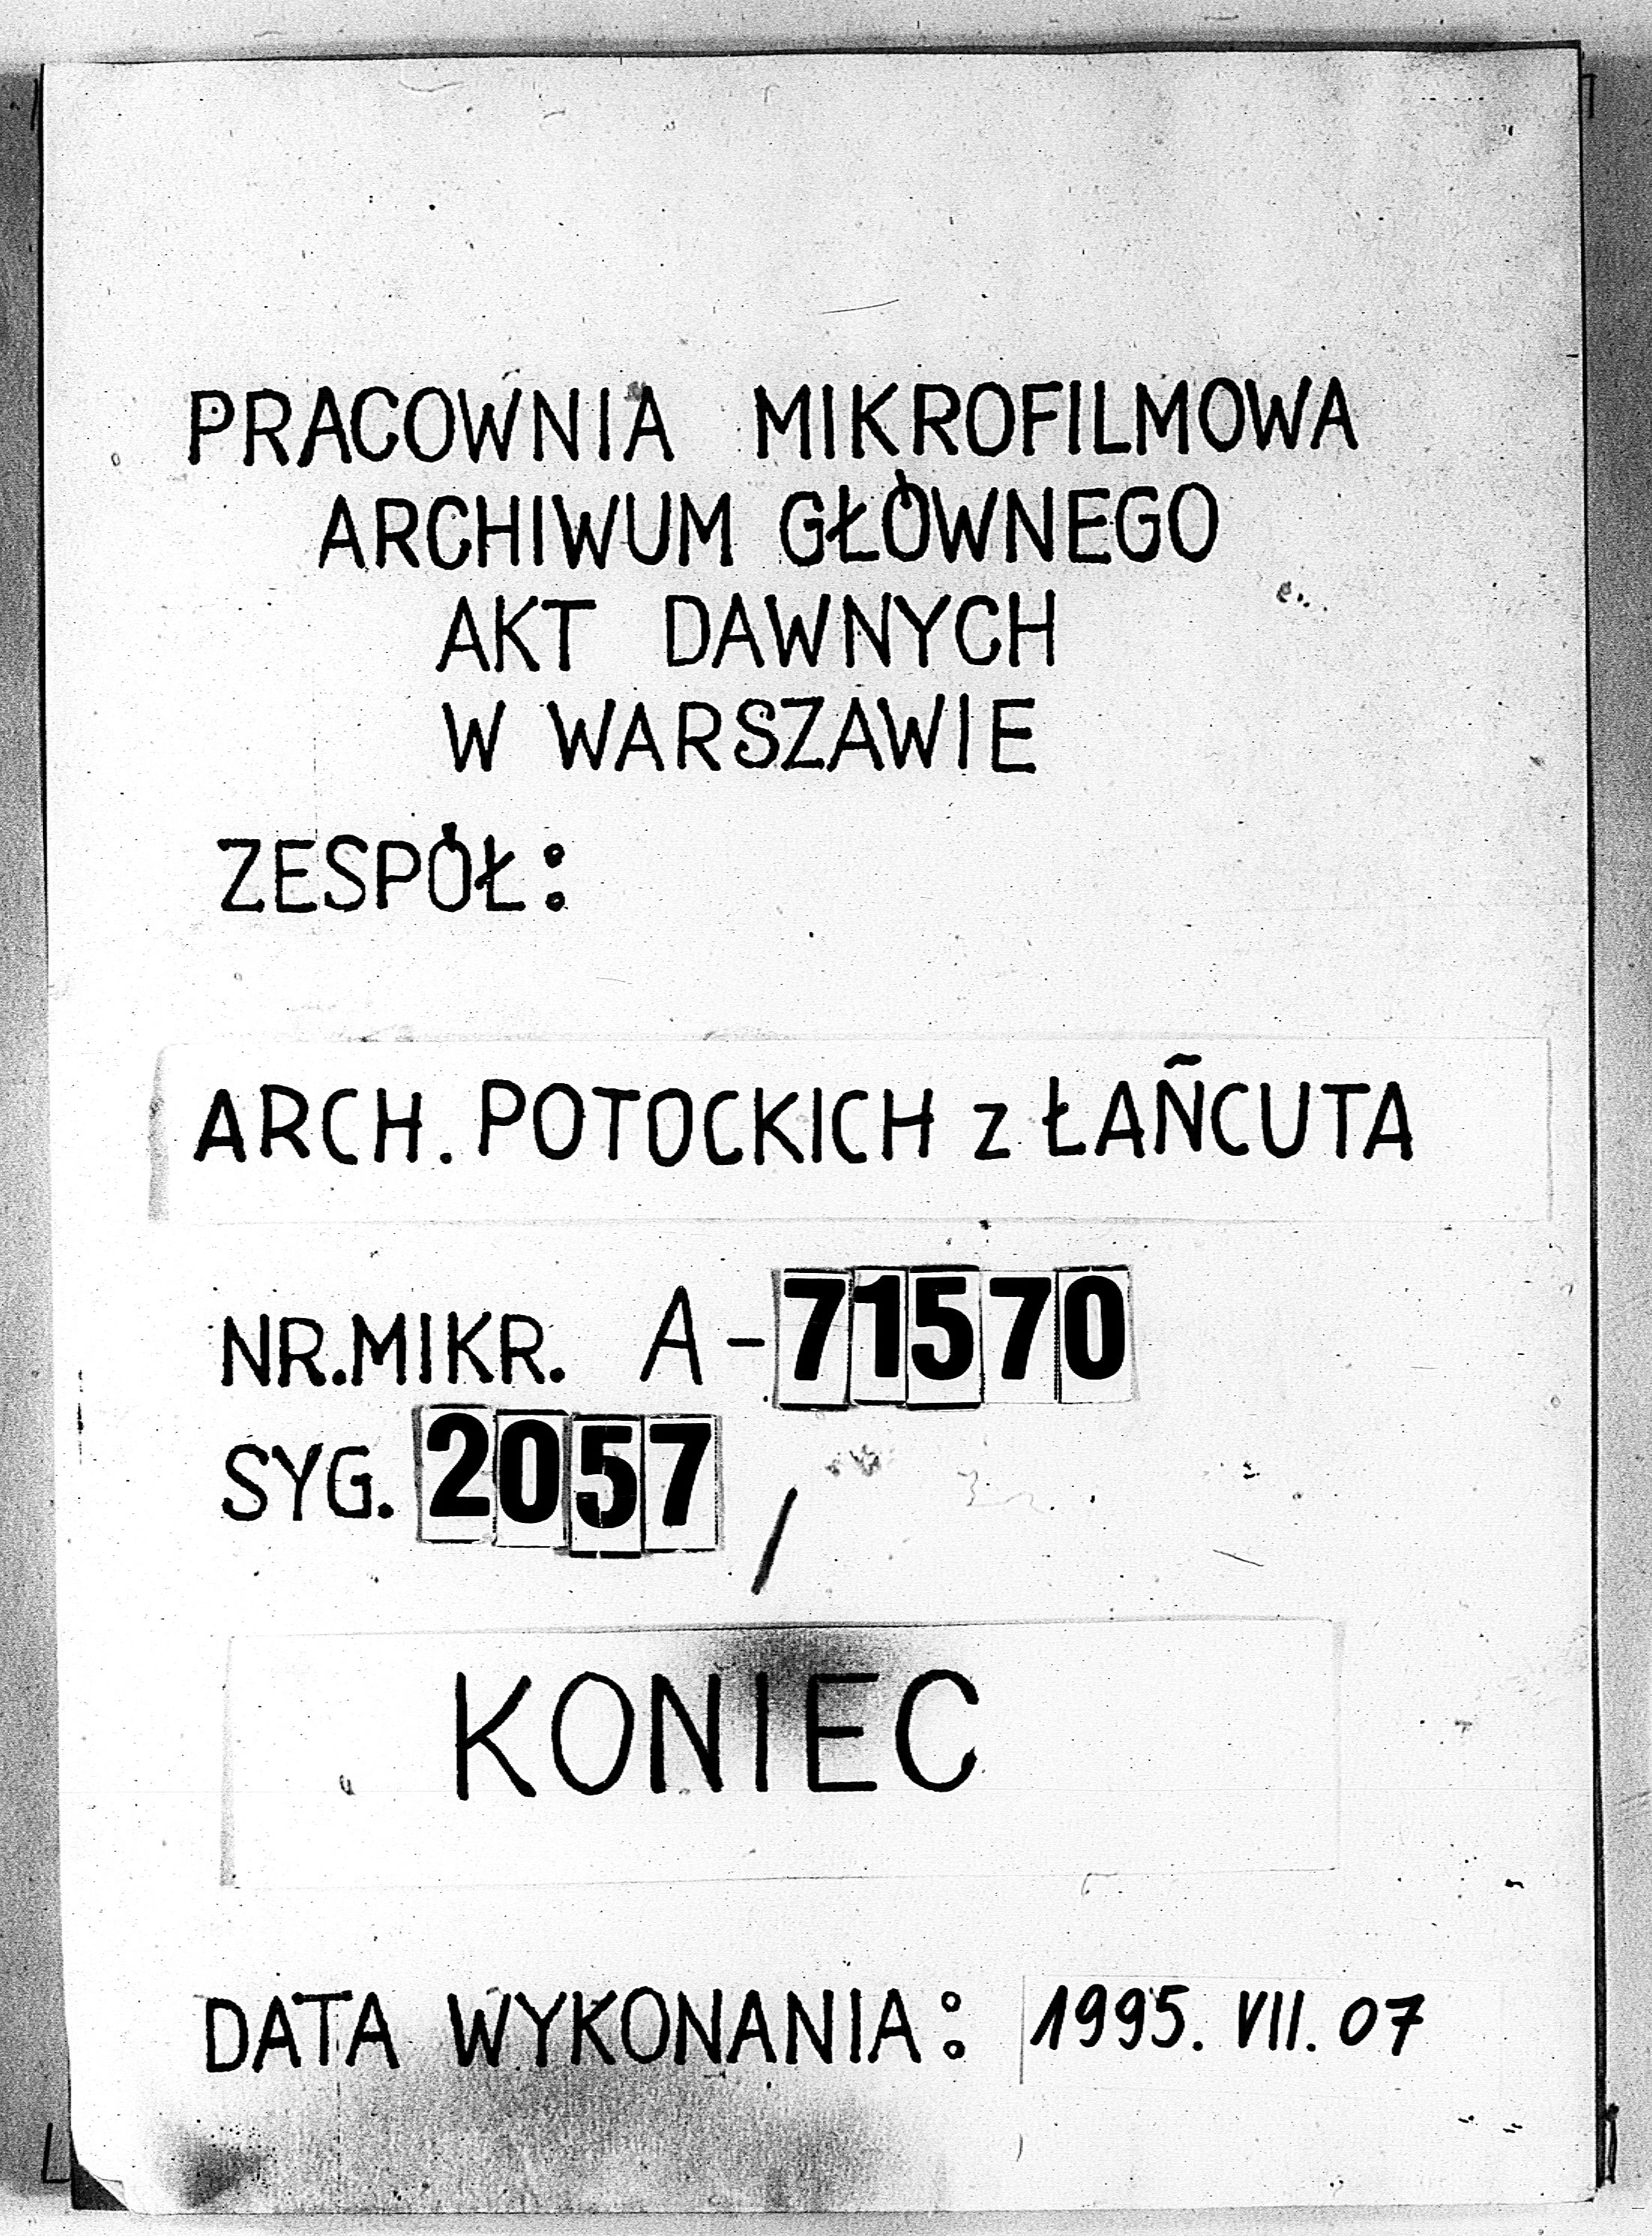 PRACOWNIA MIKROFILMOWA
ARCHIWUM GŁÓWNEGO
AKT DAWNYCH
W WARSZAWIE
ZESPÓŁ:
ARCH. POTOCKICH z ŁAŃCUTA
NR.MIKR. A-71570
SYG. 2057 /
KONIEC
DATA WYKONANIA: 1995. VII. 07